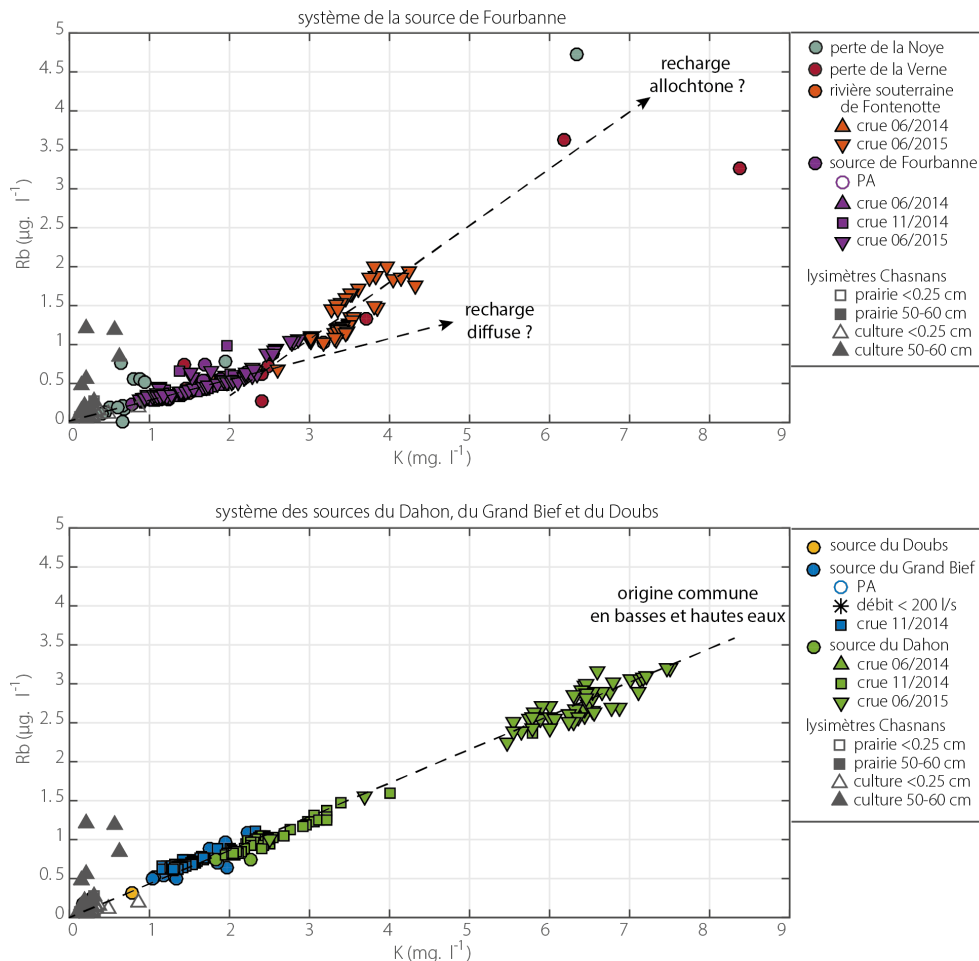 système de la source de Fourbanne
5
4.5
4
3.5
3
2.5
2
1.5
1
0.5
0
Rb (µg. l⁻¹)
recharge
allochtone ?
recharge
diffuse ?
0 1 2 3 4 5 6 7 8 9
K (mg. l⁻¹)
perte de la Noye
perte de la Verne
rivière souterraine
de Fontenotte
crue 06/2014
crue 06/2015
source de Fourbanne
PA
crue 06/2014
crue 11/2014
crue 06/2015
lysimètres Chasnans
prairie <0.25 cm
prairie 50-60 cm
culture <0.25 cm
culture 50-60 cm
système des sources du Dahon, du Grand Bief et du Doubs
5
4.5
4
3.5
3
2.5
2
1.5
1
0.5
0
Rb (µg. l⁻¹)
origine commune
en basses et hautes eaux
0 1 2 3 4 5 6 7 8 9
K (mg. l⁻¹)
source du Doubs
source du Grand Bief
PA
débit < 200 l/s
crue 11/2014
source du Dahon
crue 06/2014
crue 11/2014
crue 06/2015
lysimètres Chasnans
prairie <0.25 cm
prairie 50-60 cm
culture <0.25 cm
culture 50-60 cm